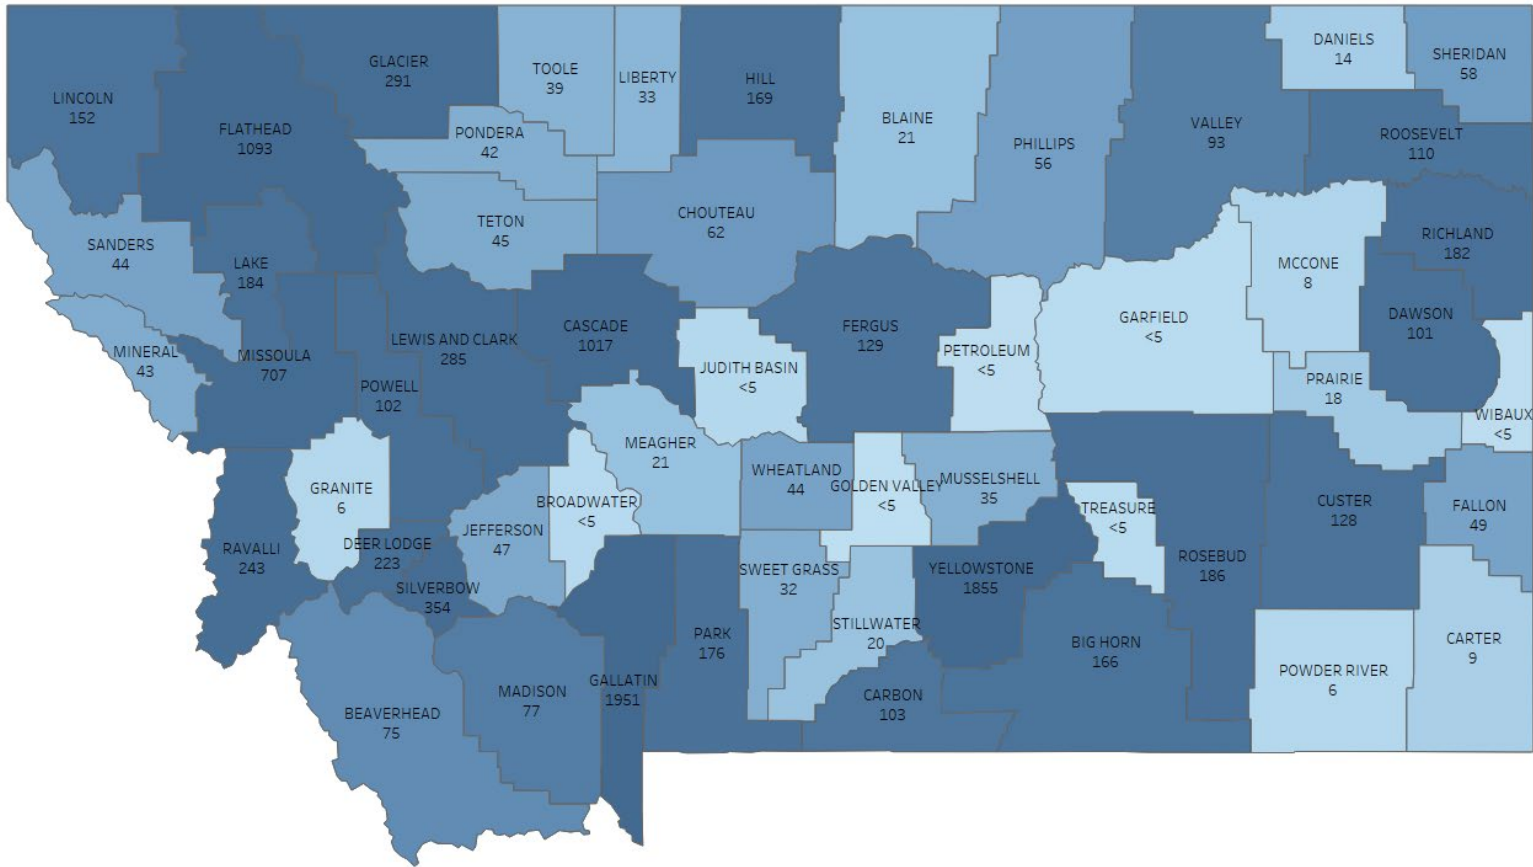 LINCOLN
152
FLATHEAD
1093
GLACIER
291
TOOLE
39
LIBERTY
33
HILL
169
BLAINE
21
PHILLIPS
56
VALLEY
93
DANIELS
14
SHERIDAN
58
ROOSEVELT
110
PONDERA
42
TETON
45
CHOUTEAU
62
SANDERS
44
LAKE
184
RICHLAND
182
MCCONE
8
GARFIELD
<5
DAWSON
101
MINERAL
43
MISSOULA
707
LEWIS AND CLARK
285
CASCADE
1017
FERGUS
129
JUDITH BASIN
<5
PETROLEUM
<5
POWELL
102
PRAIRIE
18
WIBAUX
<5
MEAGHER
21
WHEATLAND
44
GOLDEN VALLEY
<5
MUSSELSHELL
35
GRANITE
6
BROADWATER
<5
TREASURE
<5
CUSTER
128
FALLON
49
RAVALLI
243
DEER LODGE
223
JEFFERSON
47
SILVERBOW
354
SWEET GRASS
32
YELLOWSTONE
1855
ROSEBUD
186
STILLWATER
20
PARK
176
BIG HORN
166
CARTER
9
POWDER RIVER
6
GALLATIN
1951
MADISON
77
CARBON
103
BEAVERHEAD
75